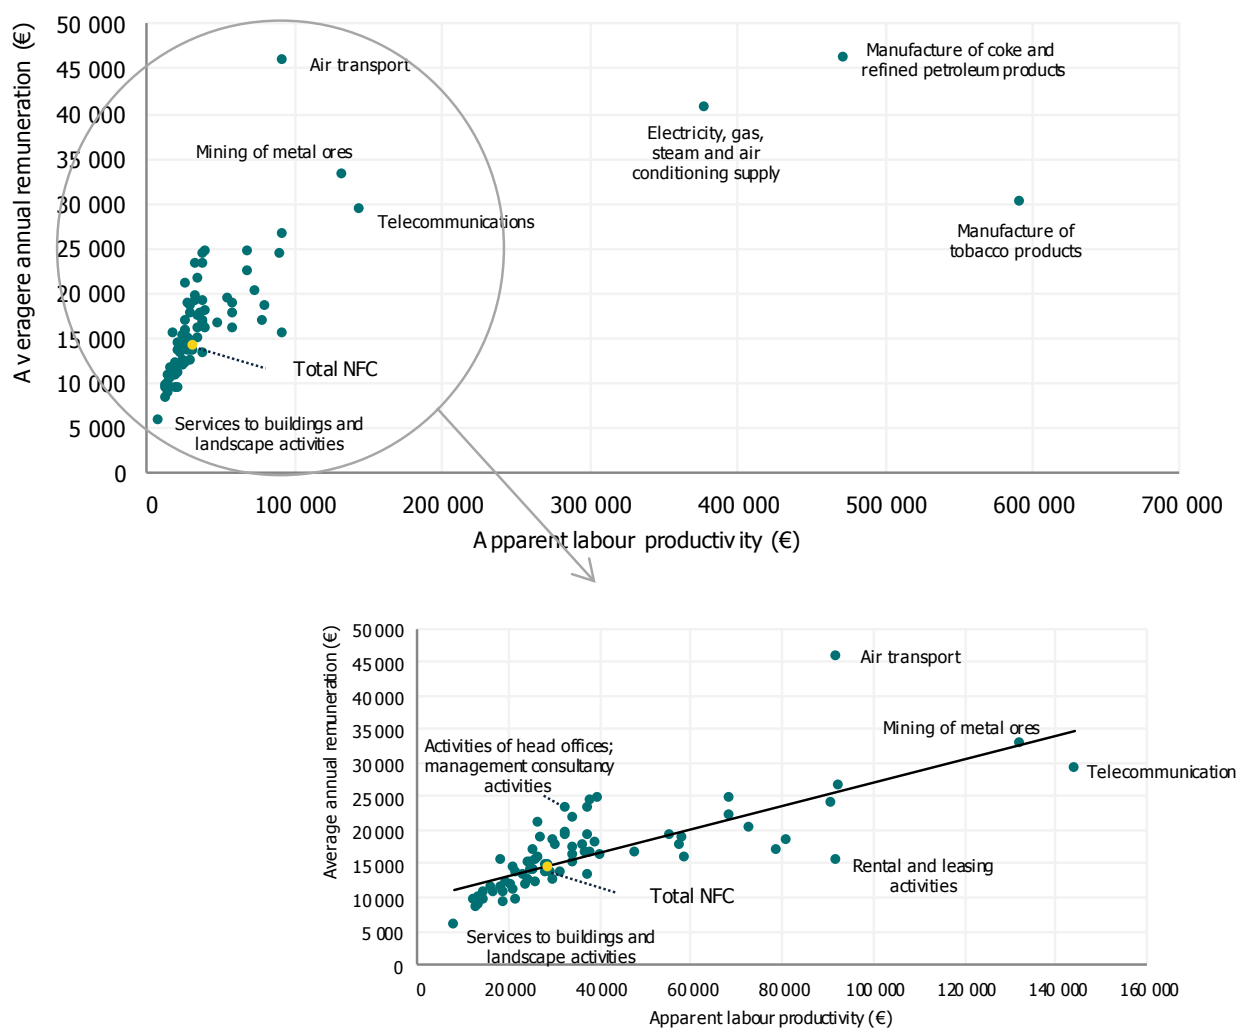 50 000
45 000
40 000
35 000
30 000
25 000
20 000
15 000
10 000
5 000
0
Averagere annual remuneration (€)
Air transport
Manufacture of coke and
refined petroleum products
Mining of metal ores
Electricity, gas,
steam and air
conditioning supply
Telecommunications
Manufacture of
tobacco products
Total NFC
Services to buildings and
landscape activities
0 100 000 200 000 300 000 400 000 500 000 600 000 700 000
Apparent labour productivity (€)
50 000
45 000
40 000
35 000
30 000
25 000
20 000
15 000
10 000
5 000
0
Average annual remuneration (€)
Air transport
Mining of metal ores
Activities of head offices;
management consultancy
activities
Telecommunication
Rental and leasing
activities
Total NFC
Services to buildings and
landscape activities
0 20 000 40 000 60 000 80 000 100 000 120 000 140 000 160 000
Apparent labour productivity (€)